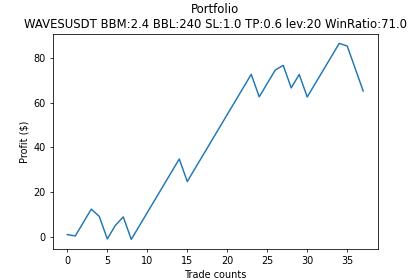 Portfolio
WAVESUSDT BBM:2.4 BBL:240 SL:1.0 TP:0.6 lev:20 WinRatio:71.0
Profit ($)
80
60
40
20
0
0 5 10 15 20 25 30 35
Trade counts